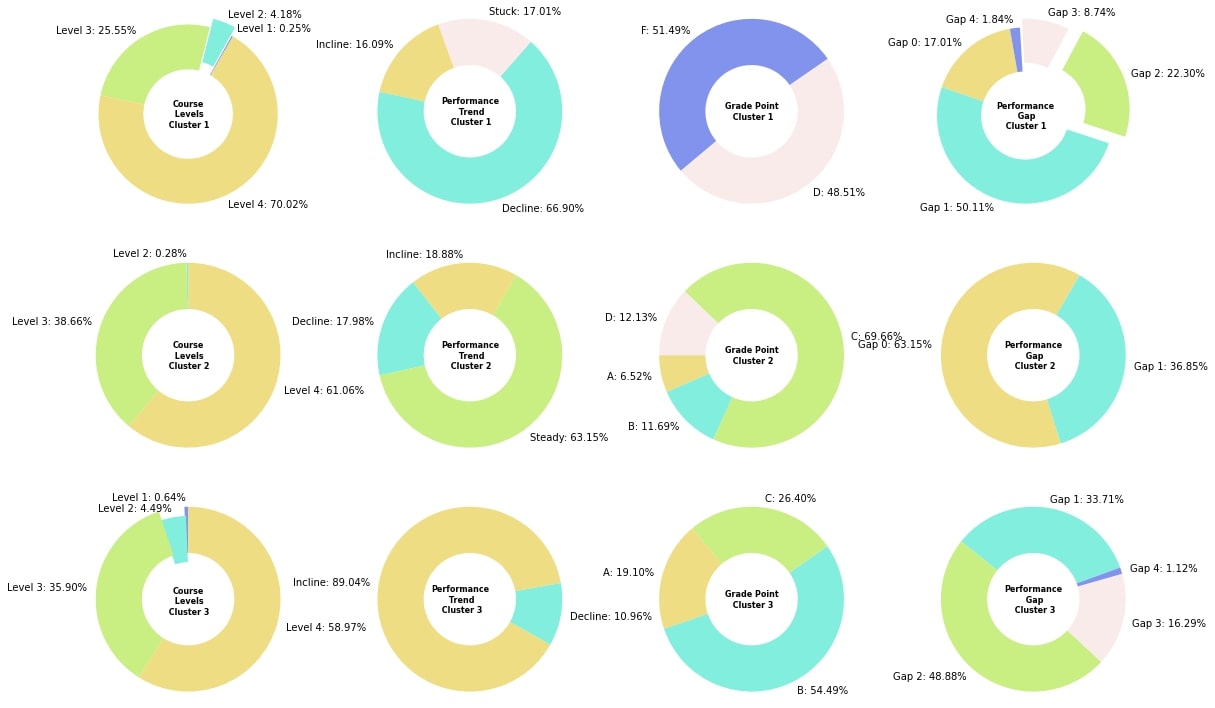 Level 2: 4.18%
Level 1: 0.25%
Level 3: 25.55%
Course
Levels
Cluster 1
Level 4: 70.02%
Stuck: 17.01%
Incline: 16.09%
Performance
Trend
Cluster 1
Decline: 66.90%
F: 51.49%
Grade Point
Cluster 1
D: 48.51%
Gap 3: 8.74%
Gap 4: 1.84%
Gap 0: 17.01%
Gap 2: 22.30%
Performance
Gap
Cluster 1
Gap 1: 50.11%
Level 2: 0.28%
Level 3: 38.66%
Course
Levels
Cluster 2
Level 4: 61.06%
Incline: 18.88%
Decline: 17.98%
Performance
Trend
Cluster 2
Steady: 63.15%
D: 12.13%
C: 69.66%
Grade Point
Cluster 2
A: 6.52%
B: 11.69%
Gap 0: 63.15%
Performance
Gap
Cluster 2
Gap 1: 36.85%
Level 1: 0.64%
Level 2: 4.49%
Level 3: 35.90%
Course
Levels
Cluster 3
Level 4: 58.97%
Incline: 89.04%
Performance
Trend
Cluster 3
Decline: 10.96%
C: 26.40%
A: 19.10%
Grade Point
Cluster 3
B: 54.49%
Gap 1: 33.71%
Gap 4: 1.12%
Performance
Gap
Cluster 3
Gap 3: 16.29%
Gap 2: 48.88%